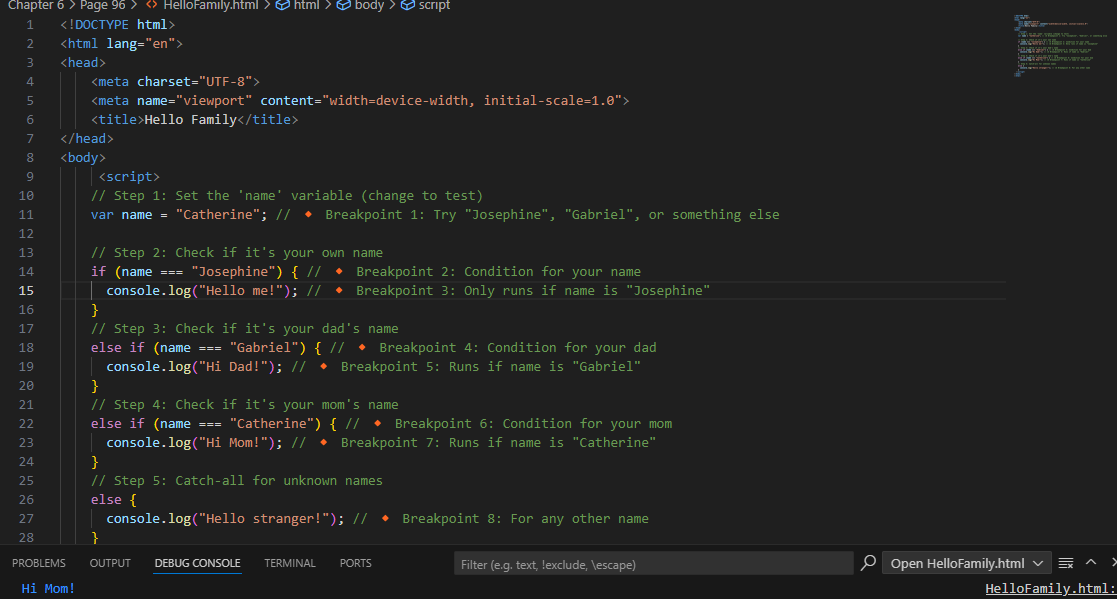 Chapter 6 > Page 96 > <> HelloFamily.html > html > body > script
1 <!DOCTYPE html>
2 <html lang="en">
3 <head>
4 <meta charset="UTF-8">
5 <meta name="viewport" content="width=device-width, initial-scale=1.0">
6 <title>Hello Family</title>
7 </head>
8 <body>
9 <script>
10 // Step 1: Set the 'name' variable (change to test)
11 var name = "Catherine"; // 🔸 Breakpoint 1: Try "Josephine", "Gabriel", or something else
12
13 // Step 2: Check if it's your own name
14 if (name === "Josephine") { // 🔸 Breakpoint 2: Condition for your name
15 console.log("Hello me!"); // 🔸 Breakpoint 3: Only runs if name is "Josephine"
16 }
17 // Step 3: Check if it's your dad's name
18 else if (name === "Gabriel") { // 🔸 Breakpoint 4: Condition for your dad
19 console.log("Hi Dad!"); // 🔸 Breakpoint 5: Runs if name is "Gabriel"
20 }
21 // Step 4: Check if it's your mom's name
22 else if (name === "Catherine") { // 🔸 Breakpoint 6: Condition for your mom
23 console.log("Hi Mom!"); // 🔸 Breakpoint 7: Runs if name is "Catherine"
24 }
25 // Step 5: Catch-all for unknown names
26 else {
27 console.log("Hello stranger!"); // 🔸 Breakpoint 8: For any other name
28 }
PROBLEMS OUTPUT DEBUG CONSOLE TERMINAL PORTS Filter (e.g. text, !exclude, \escape) Open HelloFamily.html
Hi Mom! HelloFamily.html: